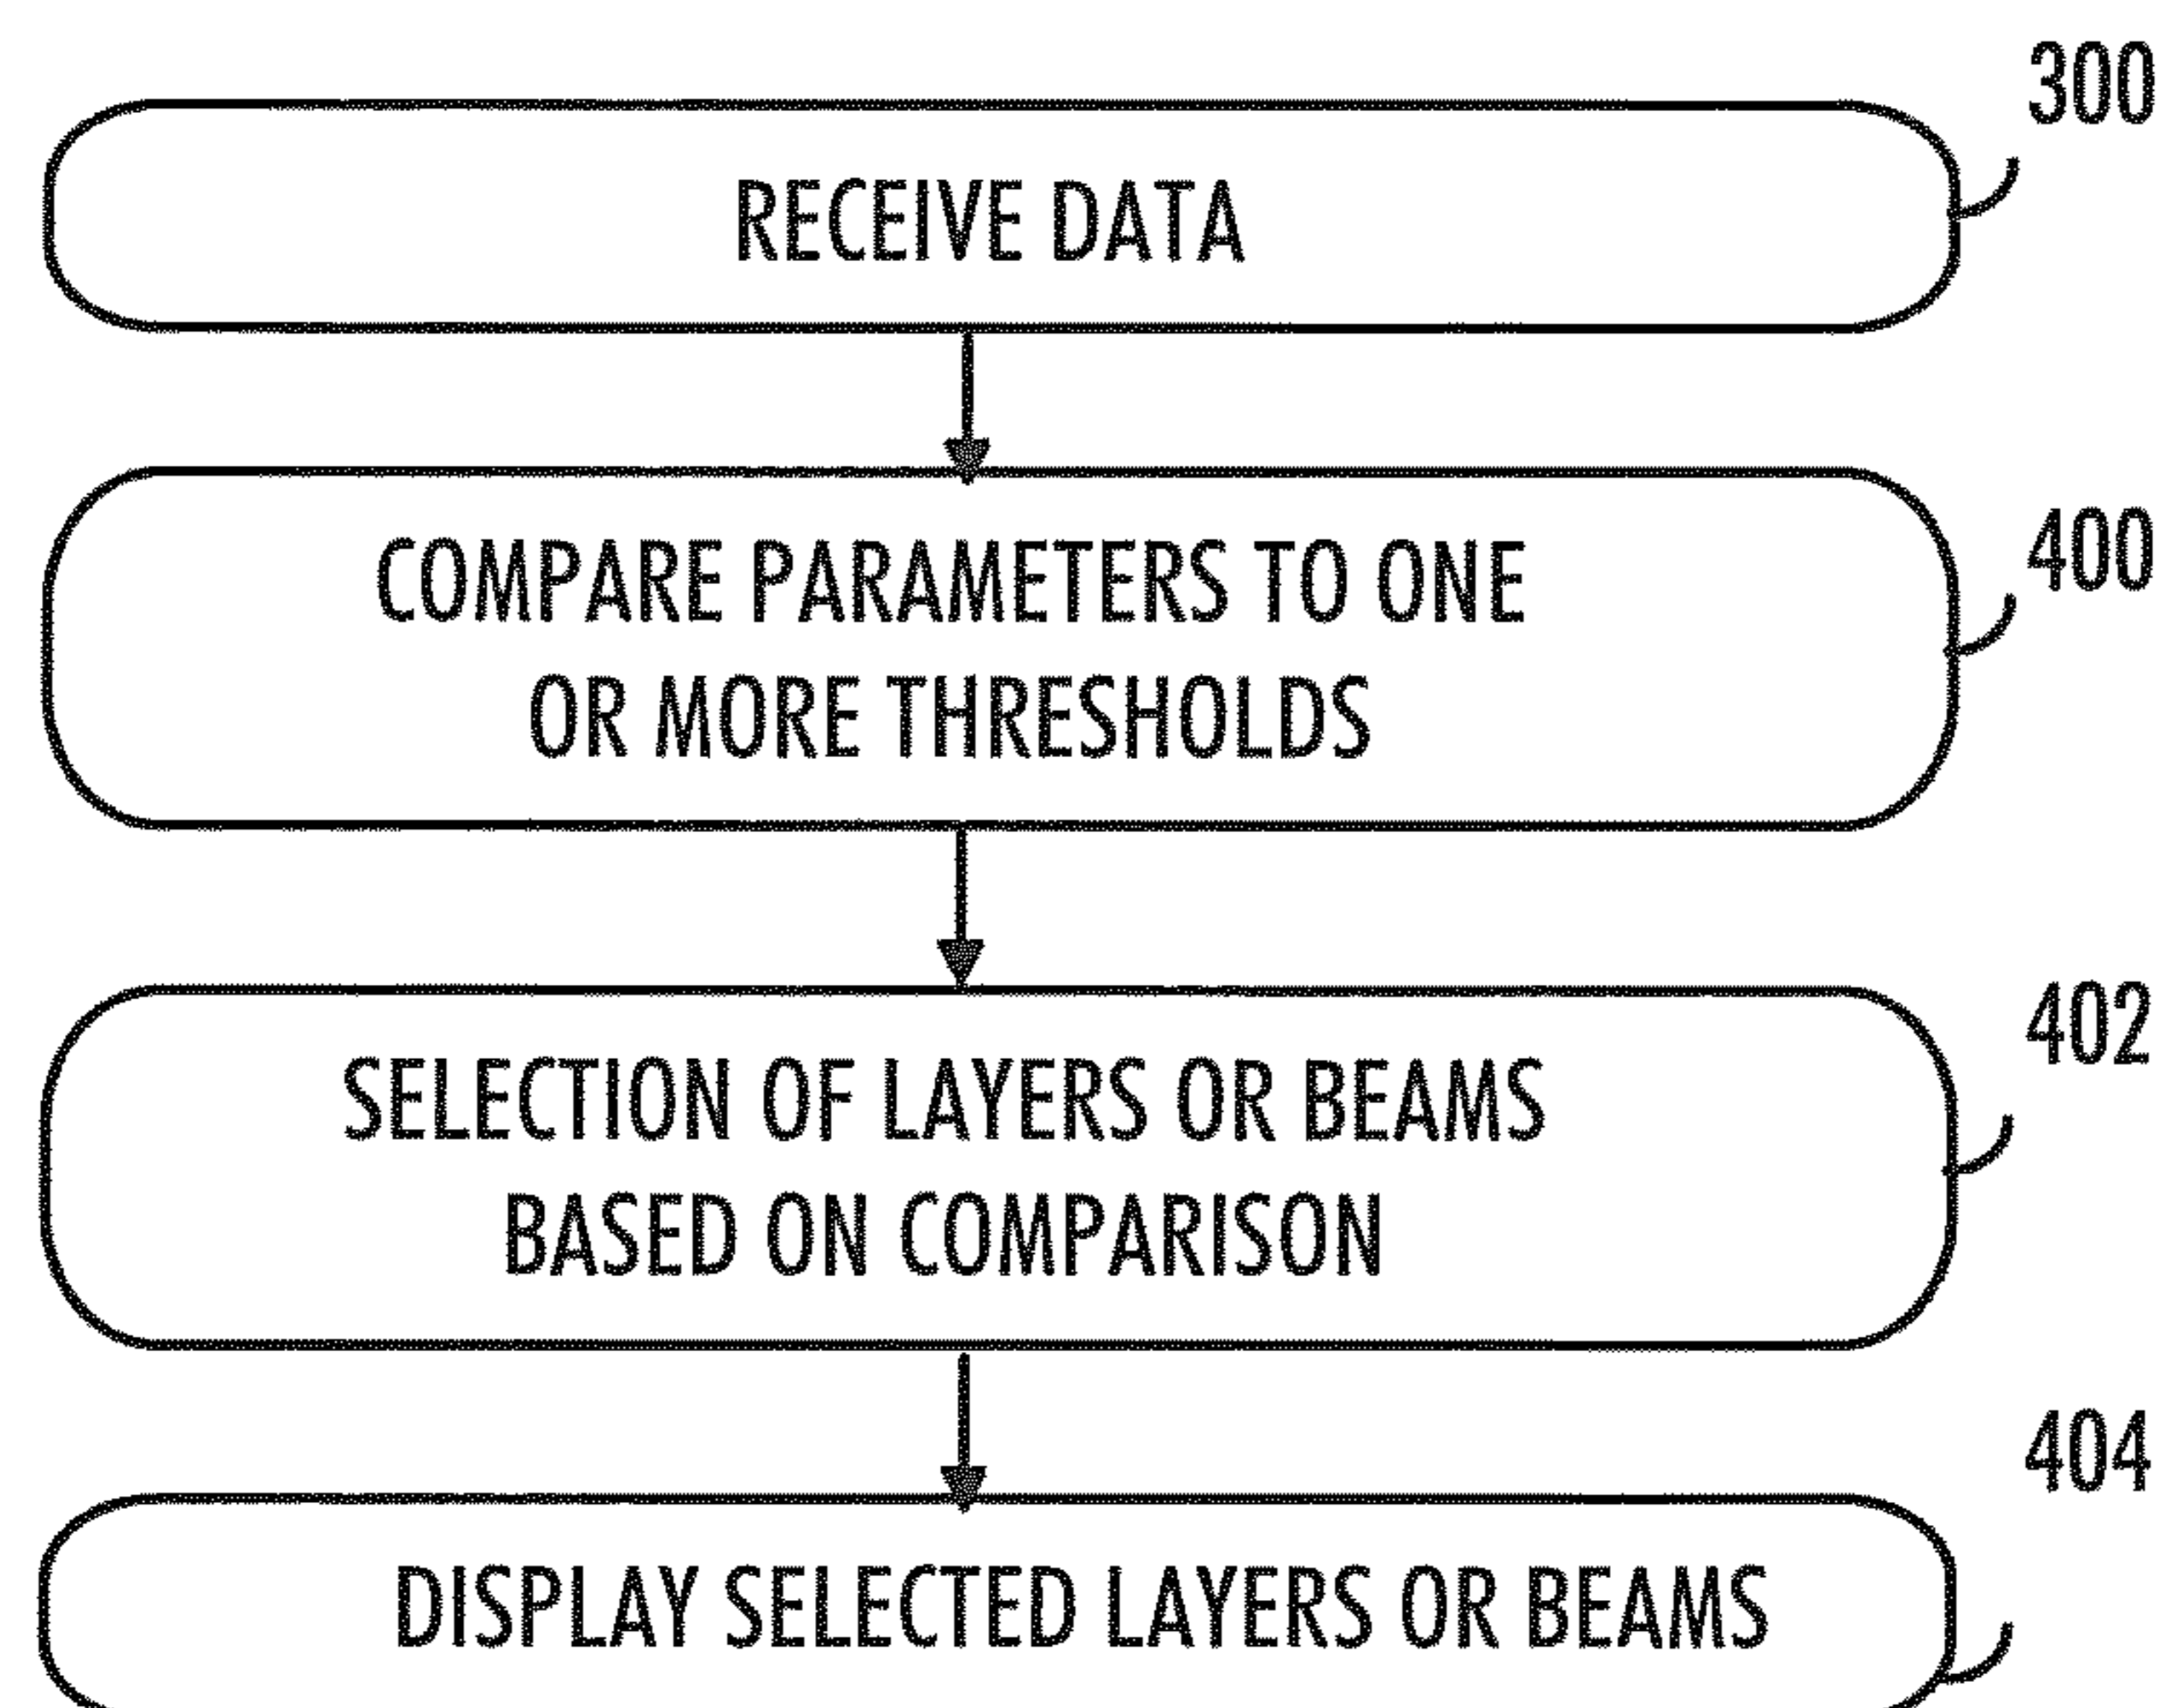 300
RECEIVE DATA
400
COMPARE PARAMETERS TO ONE
OR MORE THRESHOLDS
402
SELECTION OF LAYERS OR BEAMS
BASED ON COMPARISON
404
DISPLAY SELECTED LAYERS OR BEAMS